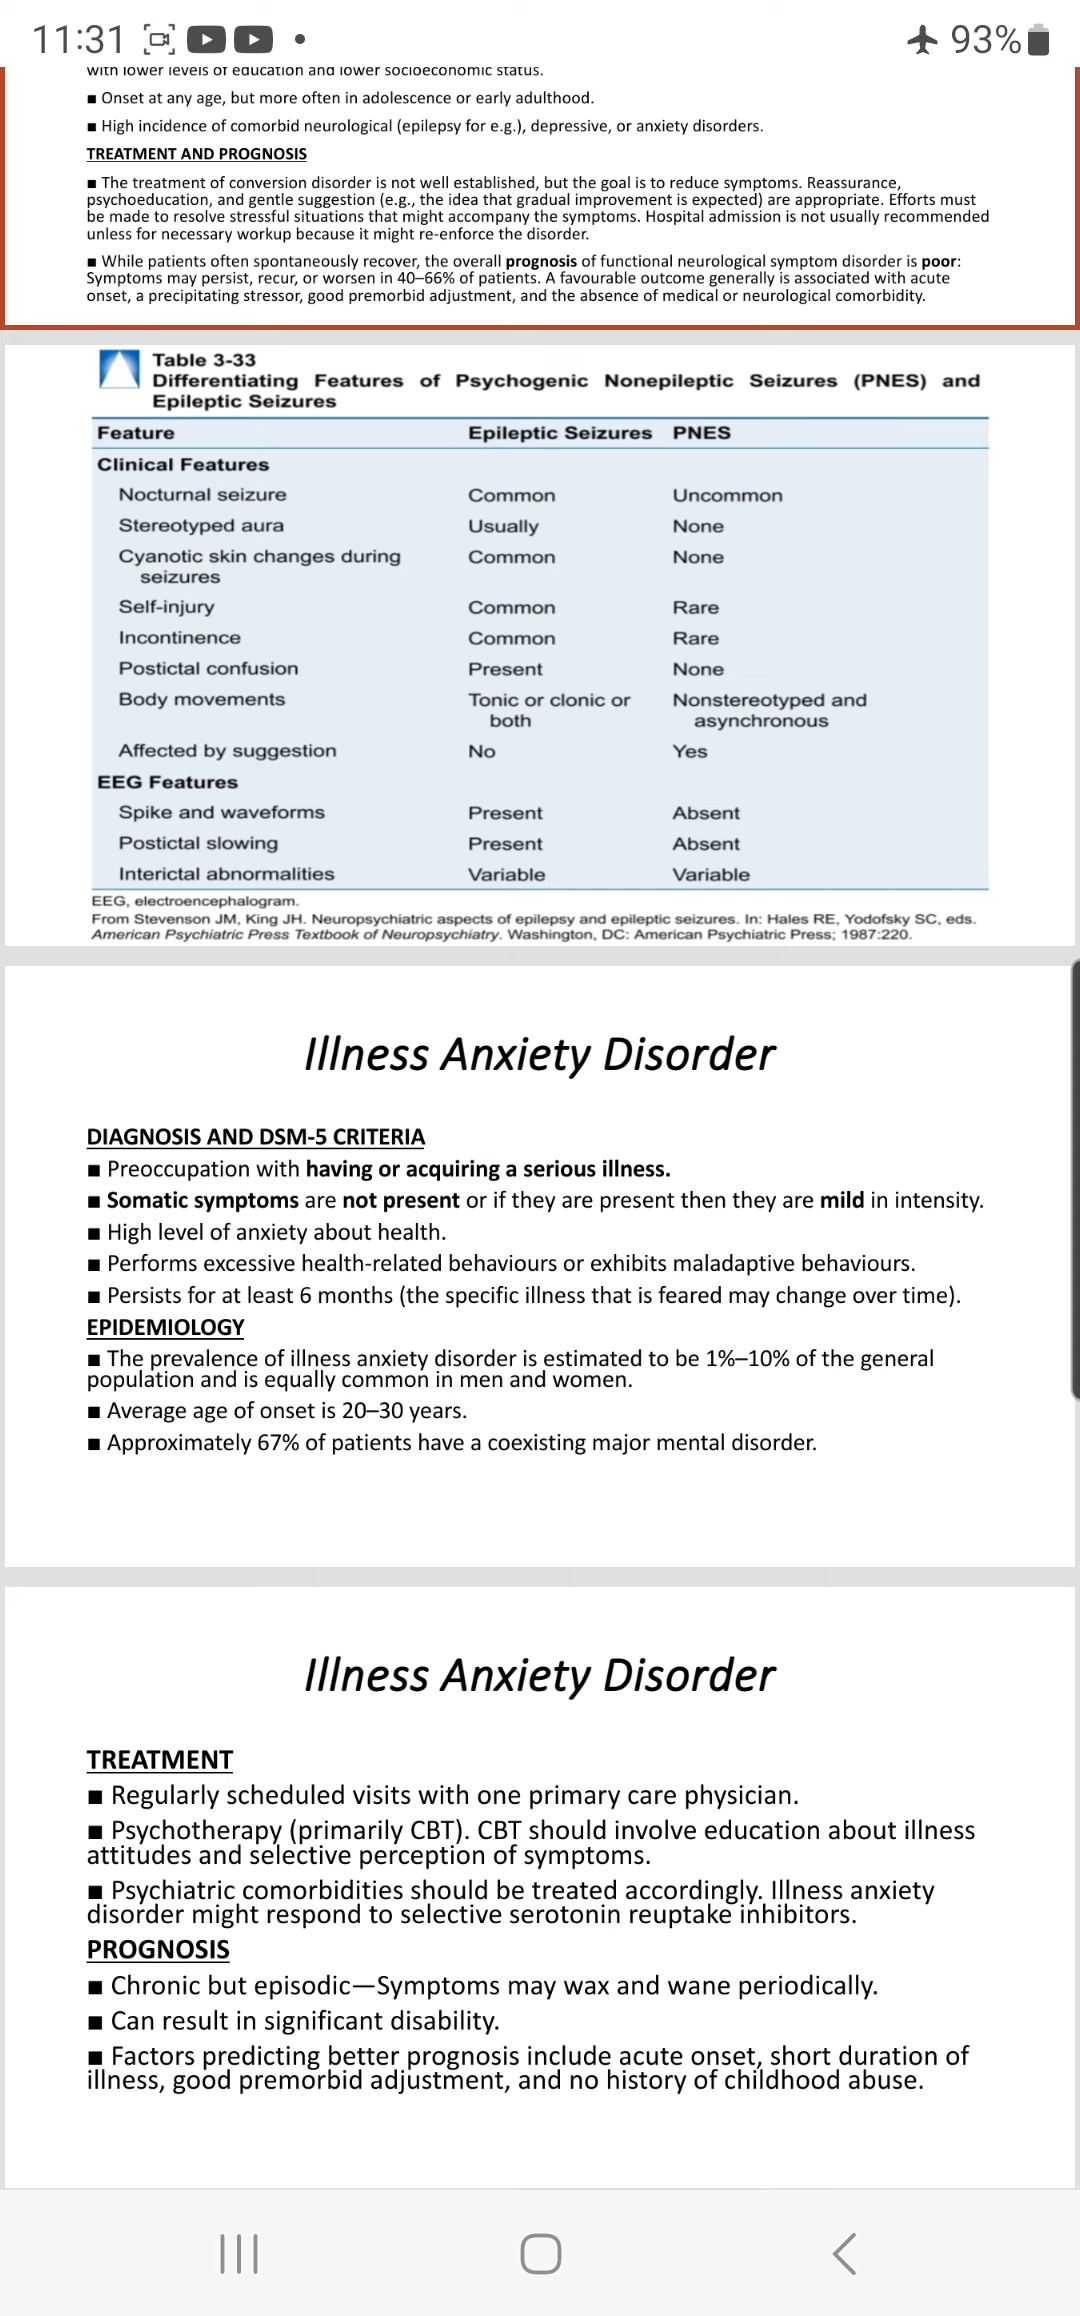 11:31
93%
with lower levels of education and lower socioeconomic status.
■ Onset at any age, but more often in adolescence or early adulthood.
■ High incidence of comorbid neurological (epilepsy for e.g.), depressive, or anxiety disorders.
TREATMENT AND PROGNOSIS
■ The treatment of conversion disorder is not well established, but the goal is to reduce symptoms. Reassurance,
psychoeducation, and gentle suggestion (e.g., the idea that gradual improvement is expected) are appropriate. Efforts must
be made to resolve stressful situations that might accompany the symptoms. Hospital admission is not usually recommended
unless for necessary workup because it might re-enforce the disorder.
■ While patients often spontaneously recover, the overall prognosis of functional neurological symptom disorder is poor:
Symptoms may persist, recur, or worsen in 40–66% of patients. A favourable outcome generally is associated with acute
onset, a precipitating stressor, good premorbid adjustment, and the absence of medical or neurological comorbidity.
Table 3-33
Differentiating Features of Psychogenic Nonepileptic Seizures (PNES) and
Epileptic Seizures
Feature Epileptic Seizures PNES
Clinical Features
Nocturnal seizure Common Uncommon
Stereotyped aura Usually None
Cyanotic skin changes during Common None
seizures
Self-injury Common Rare
Incontinence Common Rare
Postictal confusion Present None
Body movements Tonic or clonic or Nonstereotyped and
both asynchronous
Affected by suggestion No Yes
EEG Features
Spike and waveforms Present Absent
Postictal slowing Present Absent
Interictal abnormalities Variable Variable
EEG, electroencephalogram.
From Stevenson JM, King JH. Neuropsychiatric aspects of epilepsy and epileptic seizures. In: Hales RE, Yodofsky SC, eds.
American Psychiatric Press Textbook of Neuropsychiatry. Washington, DC: American Psychiatric Press; 1987:220.
Illness Anxiety Disorder
DIAGNOSIS AND DSM-5 CRITERIA
■ Preoccupation with having or acquiring a serious illness.
■ Somatic symptoms are not present or if they are present then they are mild in intensity.
■ High level of anxiety about health.
■ Performs excessive health-related behaviours or exhibits maladaptive behaviours.
■ Persists for at least 6 months (the specific illness that is feared may change over time).
EPIDEMIOLOGY
■ The prevalence of illness anxiety disorder is estimated to be 1%–10% of the general
population and is equally common in men and women.
■ Average age of onset is 20–30 years.
■ Approximately 67% of patients have a coexisting major mental disorder.
Illness Anxiety Disorder
TREATMENT
■ Regularly scheduled visits with one primary care physician.
■ Psychotherapy (primarily CBT). CBT should involve education about illness
attitudes and selective perception of symptoms.
■ Psychiatric comorbidities should be treated accordingly. Illness anxiety
disorder might respond to selective serotonin reuptake inhibitors.
PROGNOSIS
■ Chronic but episodic—Symptoms may wax and wane periodically.
■ Can result in significant disability.
■ Factors predicting better prognosis include acute onset, short duration of
illness, good premorbid adjustment, and no history of childhood abuse.